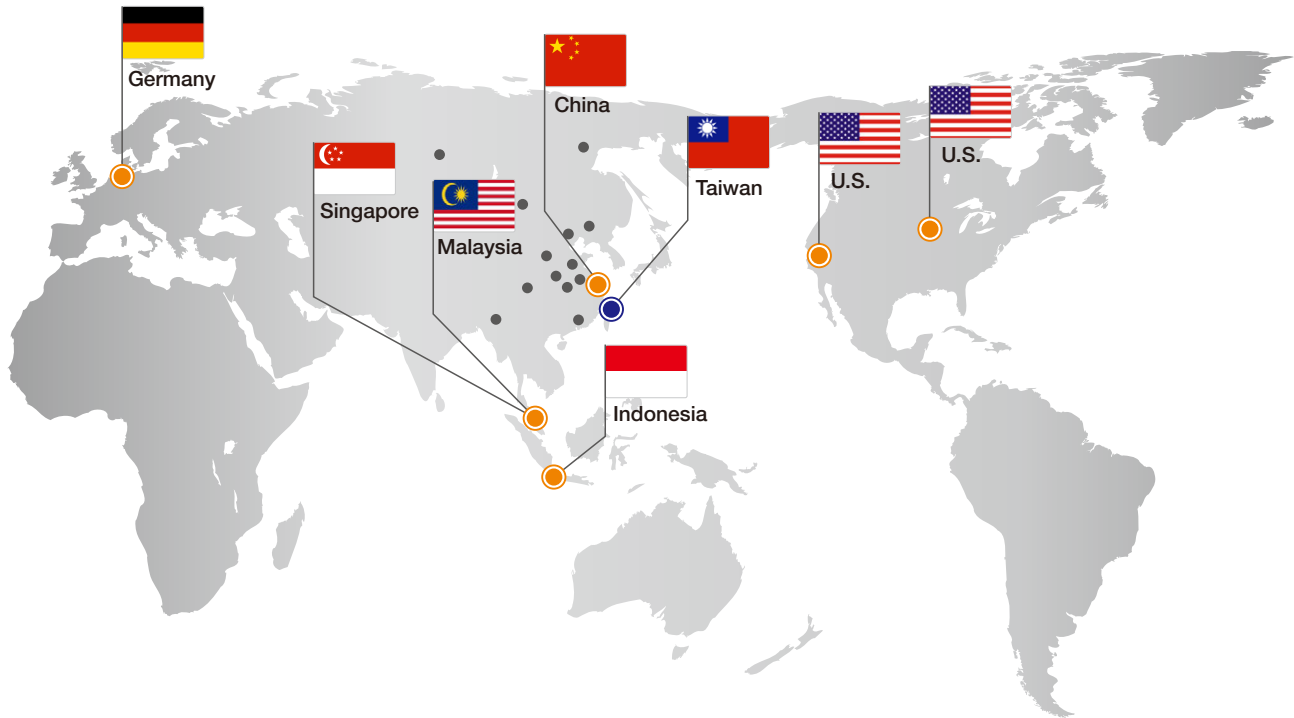 Germany
China
U.S.
U.S.
Taiwan
Singapore
Malaysia
Indonesia